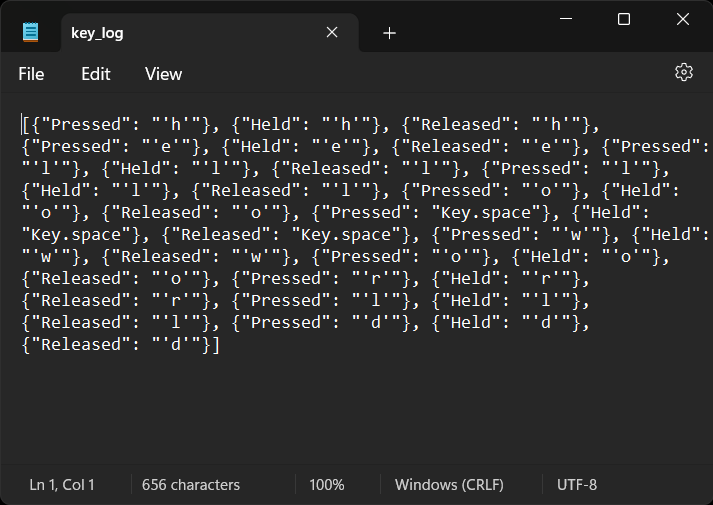 key_log
File Edit View
[{"Pressed": "'h'"}, {"Held": "'h'"}, {"Released": "'h'"},
{"Pressed": "'e'"}, {"Held": "'e'"}, {"Released": "'e'"}, {"Pressed":
"'l'"}, {"Held": "'l'"}, {"Released": "'l'"}, {"Pressed": "'l'"},
{"Held": "'l'"}, {"Released": "'l'"}, {"Pressed": "'o'"}, {"Held":
"'o'"}, {"Released": "'o'"}, {"Pressed": "Key.space"}, {"Held":
"Key.space"}, {"Released": "Key.space"}, {"Pressed": "'w'"}, {"Held":
"'w'"}, {"Released": "'w'"}, {"Pressed": "'o'"}, {"Held": "'o'"},
{"Released": "'o'"}, {"Pressed": "'r'"}, {"Held": "'r'"},
{"Released": "'r'"}, {"Pressed": "'l'"}, {"Held": "'l'"},
{"Released": "'l'"}, {"Pressed": "'d'"}, {"Held": "'d'"},
{"Released": "'d'"}]
Ln 1, Col 1 656 characters 100% Windows (CRLF) UTF-8